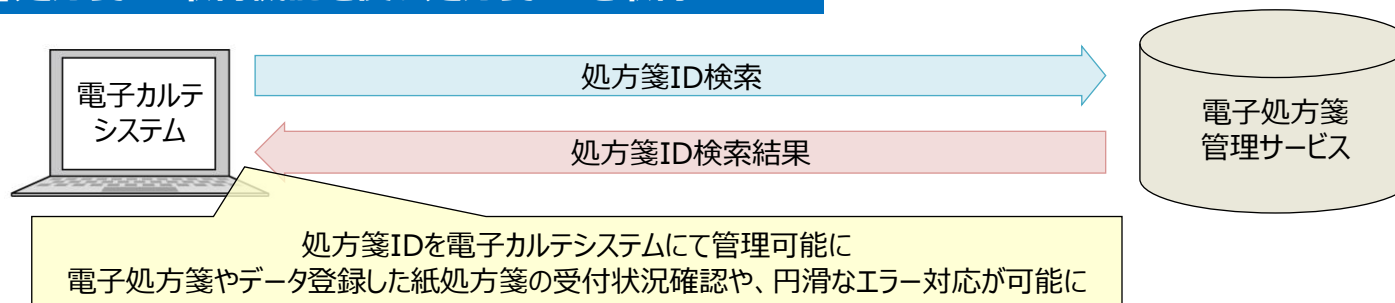 電子カルテ
システム
処方箋ID検索
処方箋ID検索結果
電子処方箋
管理サービス
処方箋IDを電子カルテシステムにて管理可能に
電子処方箋やデータ登録した紙処方箋の受付状況確認や、円滑なエラー対応が可能に